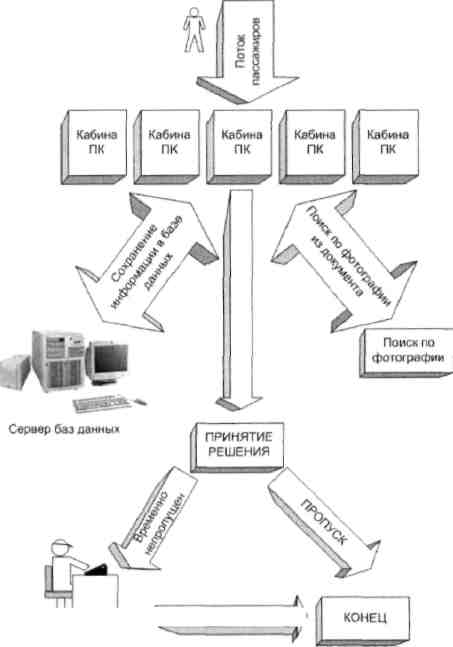 Поток
пассажиров
Кабина
ПК
Кабина
ПК
Кабина
ПК
Кабина
ПК
Кабина
ПК
Сохранение
информации в базе
данных
Поиск по фотографии
из документа
Поиск по
фотографии
Сервер баз данных
ПРИНЯТИЕ
РЕШЕНИЯ
Временно
непропущен
ПРОПУСК
КОНЕЦ